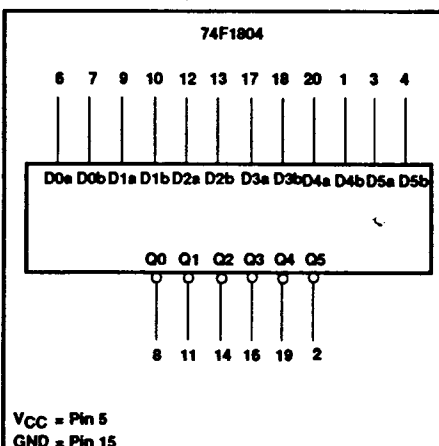 74F1804
6 7 9 10 12 13 17 18 20 1 3 4
D0a D0b D1a D1b D2a D2b D3a D3b D4a D4b D5a D5b
Q0 Q1 Q2 Q3 Q4 Q5
8 11 14 16 19 2
VCC = Pin 5
GND = Pin 15